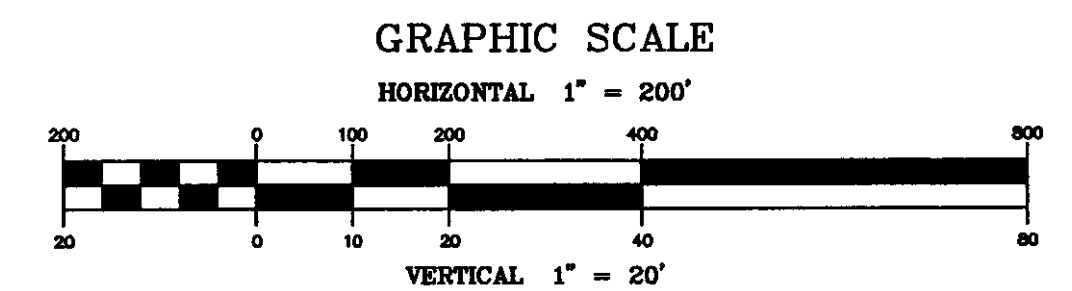 GRAPHIC SCALE
HORIZONTAL 1" = 200'
200 0 100 200 400 800
20 0 10 20 40 80
VERTICAL 1" = 20'